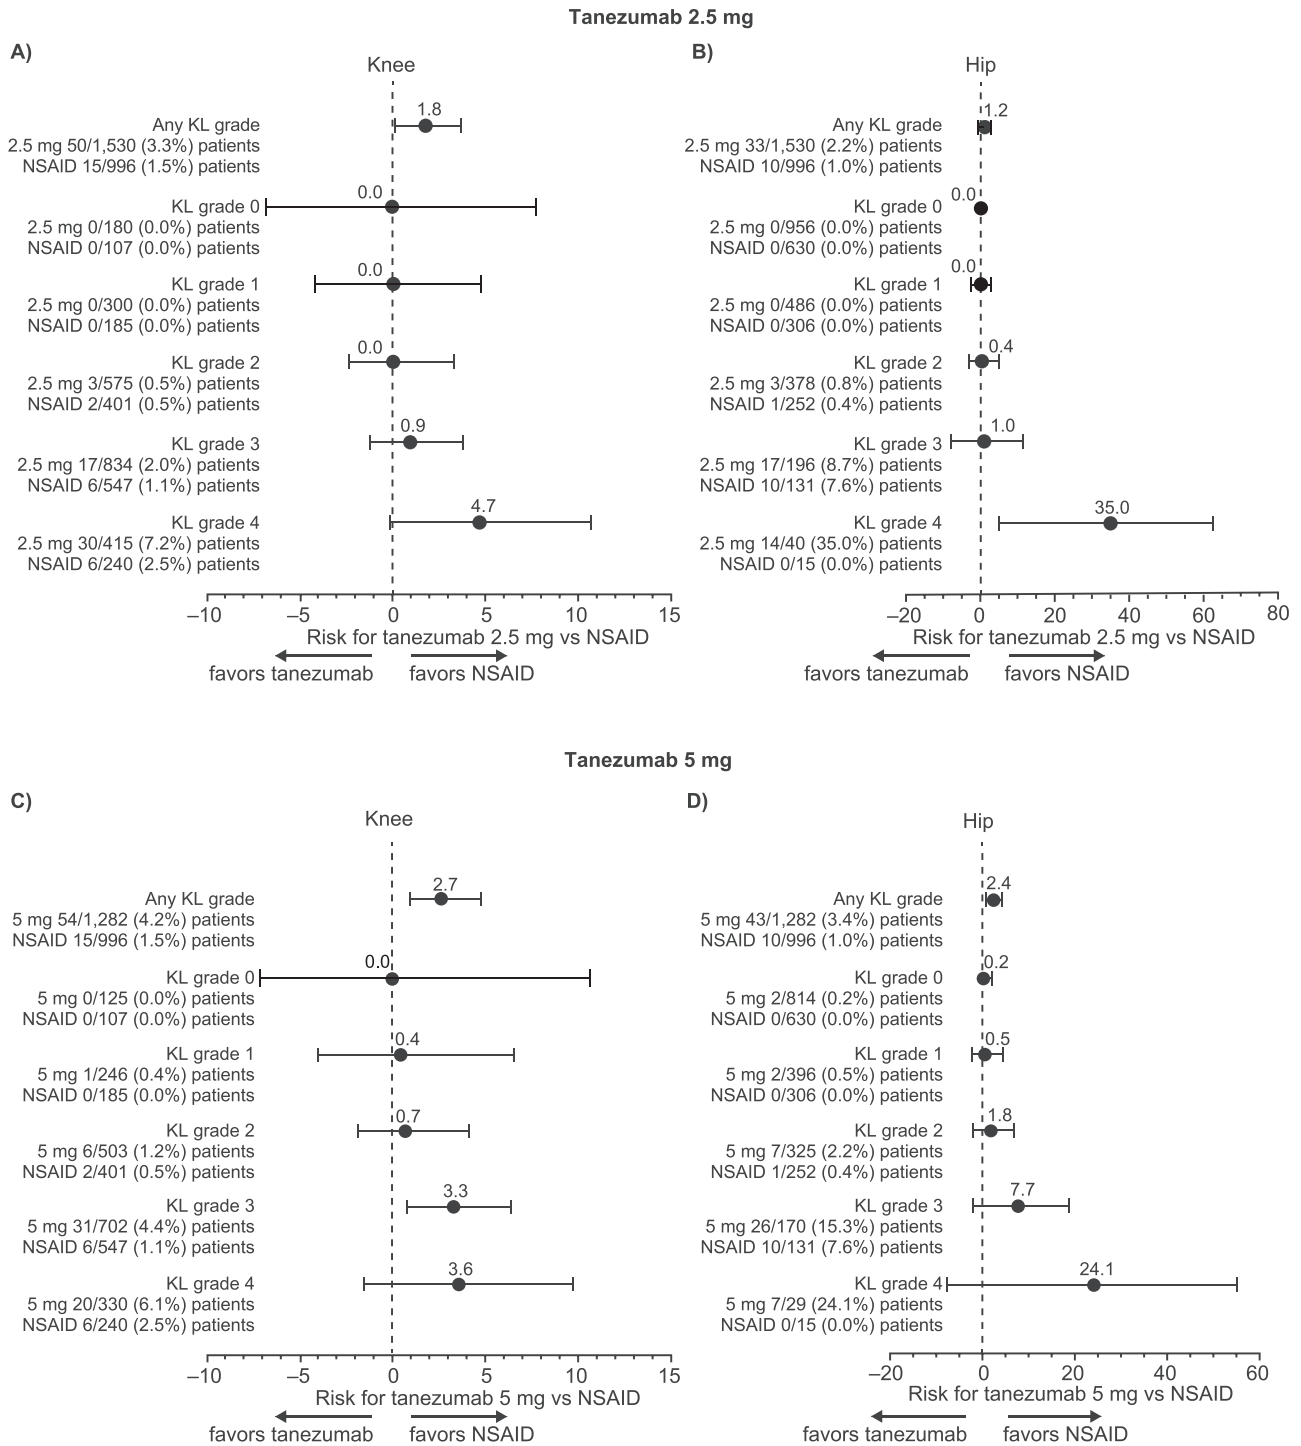 Tanezumab 2.5 mg
A)
Knee
1.8
Any KL grade
2.5 mg 50/1,530 (3.3%) patients
NSAID 15/996 (1.5%) patients
0.0
KL grade 0
2.5 mg 0/180 (0.0%) patients
NSAID 0/107 (0.0%) patients
0.0
KL grade 1
2.5 mg 0/300 (0.0%) patients
NSAID 0/185 (0.0%) patients
0.0
KL grade 2
2.5 mg 3/575 (0.5%) patients
NSAID 2/401 (0.5%) patients
0.9
KL grade 3
2.5 mg 17/834 (2.0%) patients
NSAID 6/547 (1.1%) patients
4.7
KL grade 4
2.5 mg 30/415 (7.2%) patients
NSAID 6/240 (2.5%) patients
–10 –5 0 5 10 15
Risk for tanezumab 2.5 mg vs NSAID
favors tanezumab favors NSAID
B)
Hip
1.2
Any KL grade
2.5 mg 33/1,530 (2.2%) patients
NSAID 10/996 (1.0%) patients
0.0
KL grade 0
2.5 mg 0/956 (0.0%) patients
NSAID 0/630 (0.0%) patients
0.0
KL grade 1
2.5 mg 0/486 (0.0%) patients
NSAID 0/306 (0.0%) patients
0.4
KL grade 2
2.5 mg 3/378 (0.8%) patients
NSAID 1/252 (0.4%) patients
1.0
KL grade 3
2.5 mg 17/196 (8.7%) patients
NSAID 10/131 (7.6%) patients
35.0
KL grade 4
2.5 mg 14/40 (35.0%) patients
NSAID 0/15 (0.0%) patients
–20 0 20 40 60 80
Risk for tanezumab 2.5 mg vs NSAID
favors tanezumab favors NSAID
Tanezumab 5 mg
C)
Knee
2.7
Any KL grade
5 mg 54/1,282 (4.2%) patients
NSAID 15/996 (1.5%) patients
0.0
KL grade 0
5 mg 0/125 (0.0%) patients
NSAID 0/107 (0.0%) patients
0.4
KL grade 1
5 mg 1/246 (0.4%) patients
NSAID 0/185 (0.0%) patients
0.7
KL grade 2
5 mg 6/503 (1.2%) patients
NSAID 2/401 (0.5%) patients
3.3
KL grade 3
5 mg 31/702 (4.4%) patients
NSAID 6/547 (1.1%) patients
3.6
KL grade 4
5 mg 20/330 (6.1%) patients
NSAID 6/240 (2.5%) patients
–10 –5 0 5 10 15
Risk for tanezumab 5 mg vs NSAID
favors tanezumab favors NSAID
D)
Hip
2.4
Any KL grade
5 mg 43/1,282 (3.4%) patients
NSAID 10/996 (1.0%) patients
0.2
KL grade 0
5 mg 2/814 (0.2%) patients
NSAID 0/630 (0.0%) patients
0.5
KL grade 1
5 mg 2/396 (0.5%) patients
NSAID 0/306 (0.0%) patients
1.8
KL grade 2
5 mg 7/325 (2.2%) patients
NSAID 1/252 (0.4%) patients
7.7
KL grade 3
5 mg 26/170 (15.3%) patients
NSAID 10/131 (7.6%) patients
24.1
KL grade 4
5 mg 7/29 (24.1%) patients
NSAID 0/15 (0.0%) patients
–20 0 20 40 60
Risk for tanezumab 5 mg vs NSAID
favors tanezumab favors NSAID